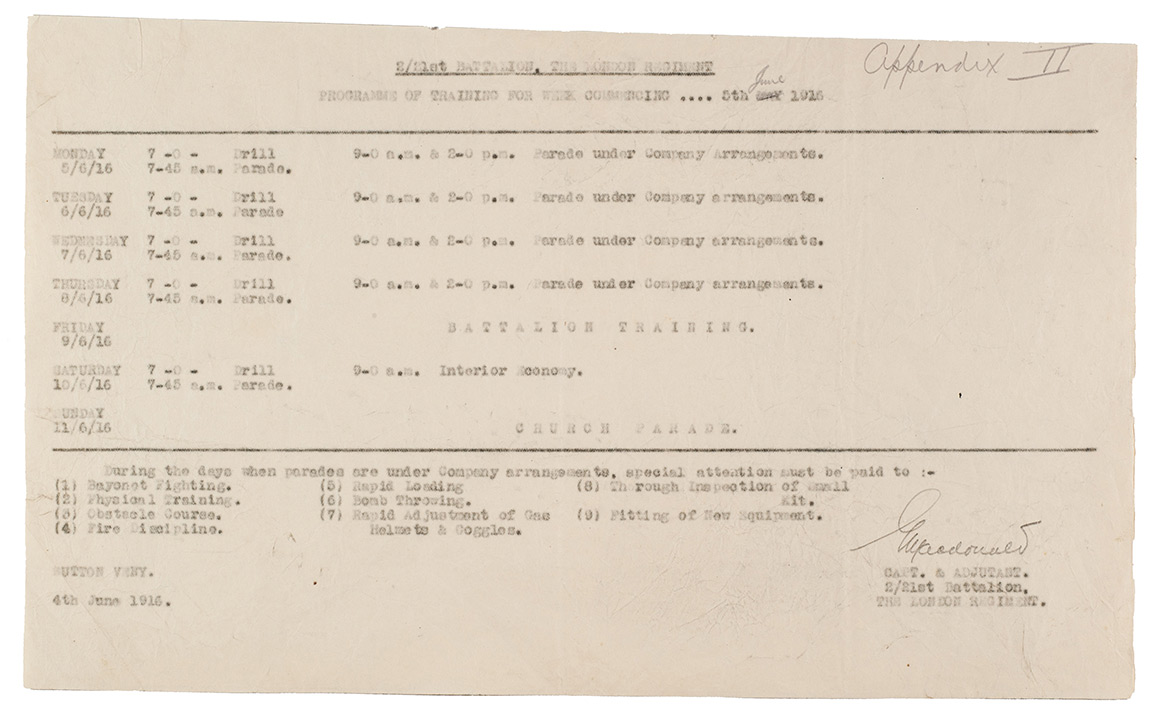 Appendix II
2/21st BATTALION, THE LONDON REGIMENT
PROGRAMME OF TRAINING FOR WEEK COMMENCING .... 5th May June 1916
MONDAY 7 -0 - Drill 9-0 a.m. & 2-0 p.m. Parade under Company Arrangements.
5/6/16 7-45 a.m. Parade.
TUESDAY 7 -0 - Drill 9-0 a.m. & 2-0 p.m. Parade under Company arrangements.
6/6/16 7-45 a.m. Parade
WEDNESDAY 7 -0 - Drill 9-0 a.m. & 2-0 p.m. Parade under Company arrangements.
7/6/16 7-45 a.m. Parade.
THURSDAY 7 -0 - Drill 9-0 a.m. & 2-0 p.m. Parade under Company arrangements.
8/6/16 7-45 a.m. Parade.
FRIDAY BATTALION TRAINING.
9/6/16
SATURDAY 7 -0 - Drill 9-0 a.m. Interior Economy.
10/6/16 7-45 a.m. Parade.
SUNDAY
11/6/16 CHURCH PARADE.
During the days when parades are under Company arrangements, special attention must be paid to :-
(1) Bayonet Fighting. (5) Rapid Loading (8) Th rough Inspection of Small
(2) Physical Training. (6) Bomb Throwing. Kit.
(3) Obstacle Course. (7) Rapid Adjustment of Gas (9) Fitting of New Equipment.
(4) Fire Discipline. Helmets & Goggles.
Macdonald
SUTTON VENY. CAPT. & ADJUTANT.
2/21st Battalion,
4th June 1916. THE LONDON REGIMENT.